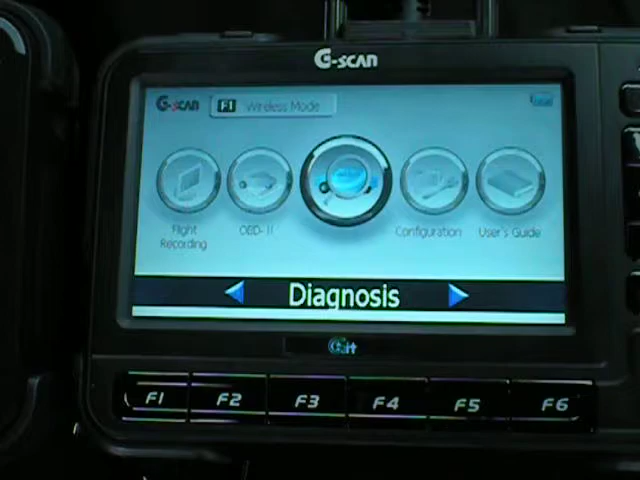 G-SCAN
G-SCAN F1 Wireless Mode
Flight
Recording
OBD-II
Configuration
User's Guide
Diagnosis
Git
F1 F2 F3 F4 F5 F6